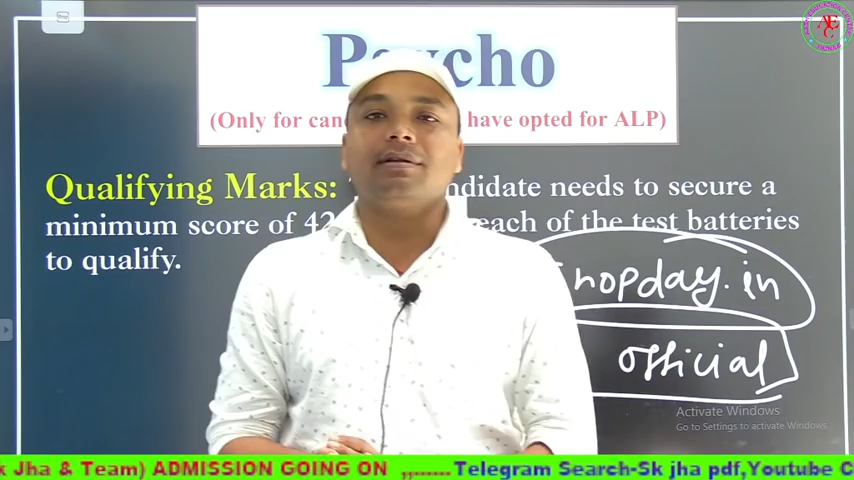 Psycho
(Only for can have opted for ALP)
Qualifying Marks: ndidate needs to secure a
minimum score of 42 each of the test batteries
to qualify.
nopday.in
official
Activate Windows
Go to Settings to activate Windows.
k Jha & Team) ADMISSION GOING ON ,,......Telegram Search-Sk jha pdf,Youtube C